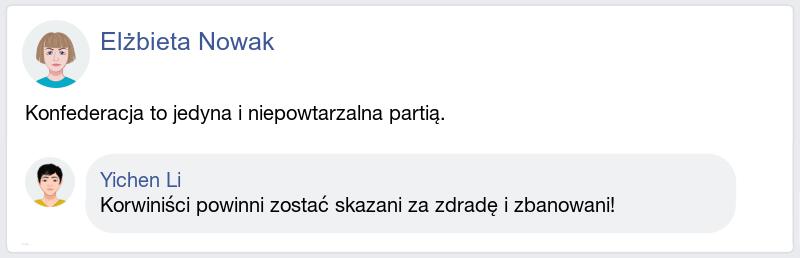 Elżbieta Nowak
Konfederacja to jedyna i niepowtarzalna partią.
Yichen Li
Korwiniści powinni zostać skazani za zdradę i zbanowani!